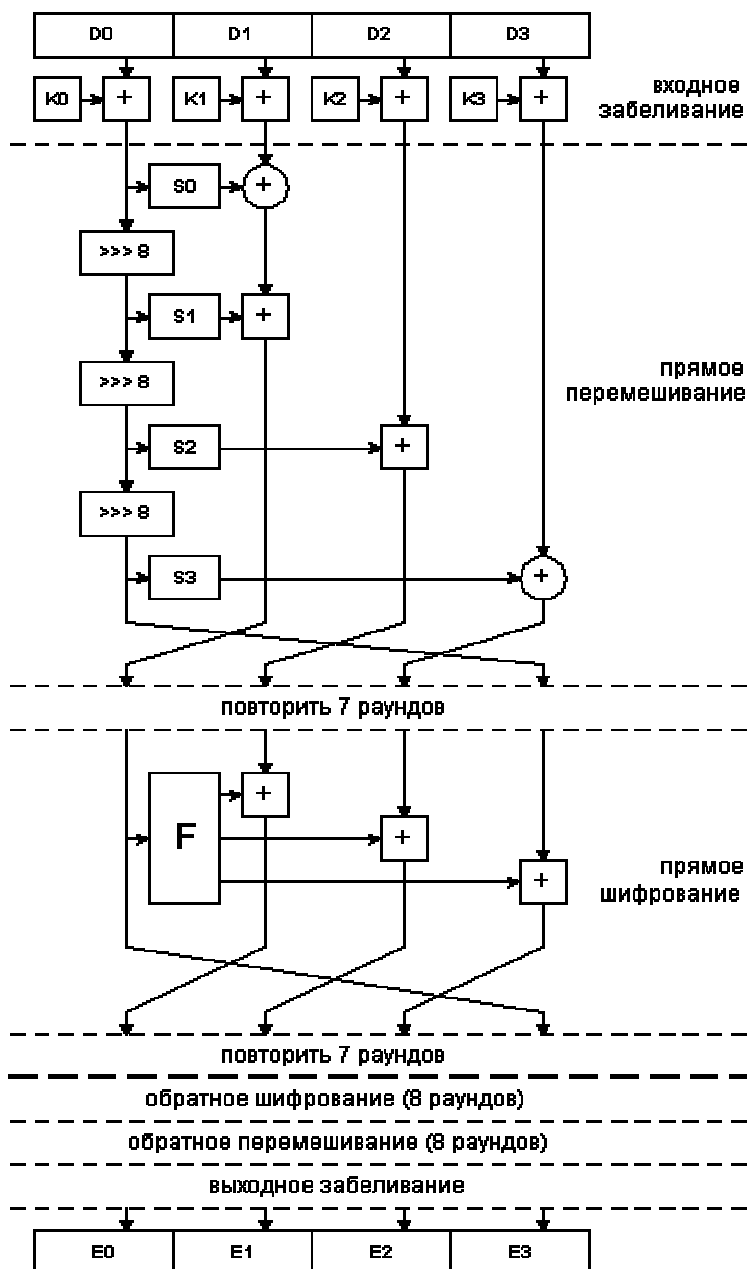 D0 D1 D2 D3
K0 + K1 + K2 + K3 +
входное
забеливание
S0 +
>>> 8
S1 +
>>> 8
прямое
перемешивание
S2 +
>>> 8
S3 +
повторить 7 раундов
+
F +
+
прямое
шифрование
повторить 7 раундов
обратное шифрование (8 раундов)
обратное перемешивание (8 раундов)
выходное забеливание
E0 E1 E2 E3